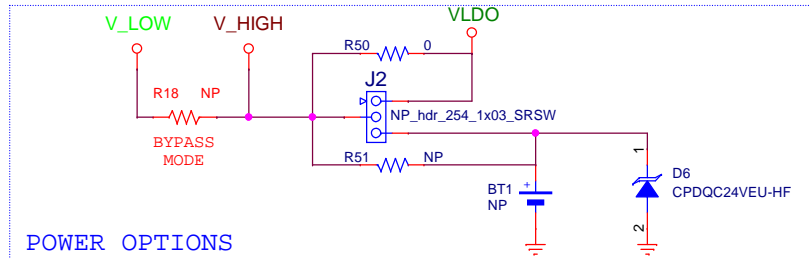 V_LOW
V_HIGH
VLDO
R50 0
J2
R18 NP
NP_hdr_254_1x03_SRSW
BYPASS
MODE
R51 NP
1
D6
CPDQC24VEU-HF
BT1
NP
+
2
POWER OPTIONS